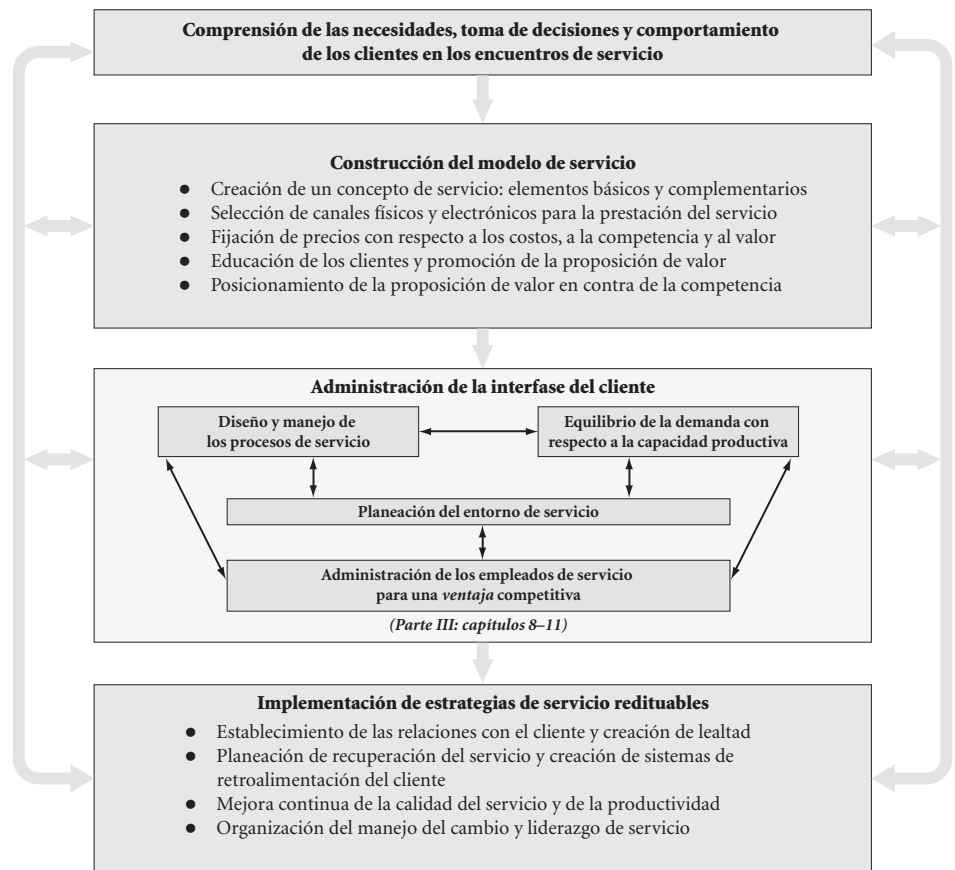 Comprensión de las necesidades, toma de decisiones y comportamiento
de los clientes en los encuentros de servicio
Construcción del modelo de servicio
● Creación de un concepto de servicio: elementos básicos y complementarios
● Selección de canales físicos y electrónicos para la prestación del servicio
● Fijación de precios con respecto a los costos, a la competencia y al valor
● Educación de los clientes y promoción de la proposición de valor
● Posicionamiento de la proposición de valor en contra de la competencia
Administración de la interfase del cliente
Diseño y manejo de
los procesos de servicio
Equilibrio de la demanda con
respecto a la capacidad productiva
Planeación del entorno de servicio
Administración de los empleados de servicio
para una ventaja competitiva
(Parte III: capítulos 8–11)
Implementación de estrategias de servicio redituables
● Establecimiento de las relaciones con el cliente y creación de lealtad
● Planeación de recuperación del servicio y creación de sistemas de
retroalimentación del cliente
● Mejora continua de la calidad del servicio y de la productividad
● Organización del manejo del cambio y liderazgo de servicio